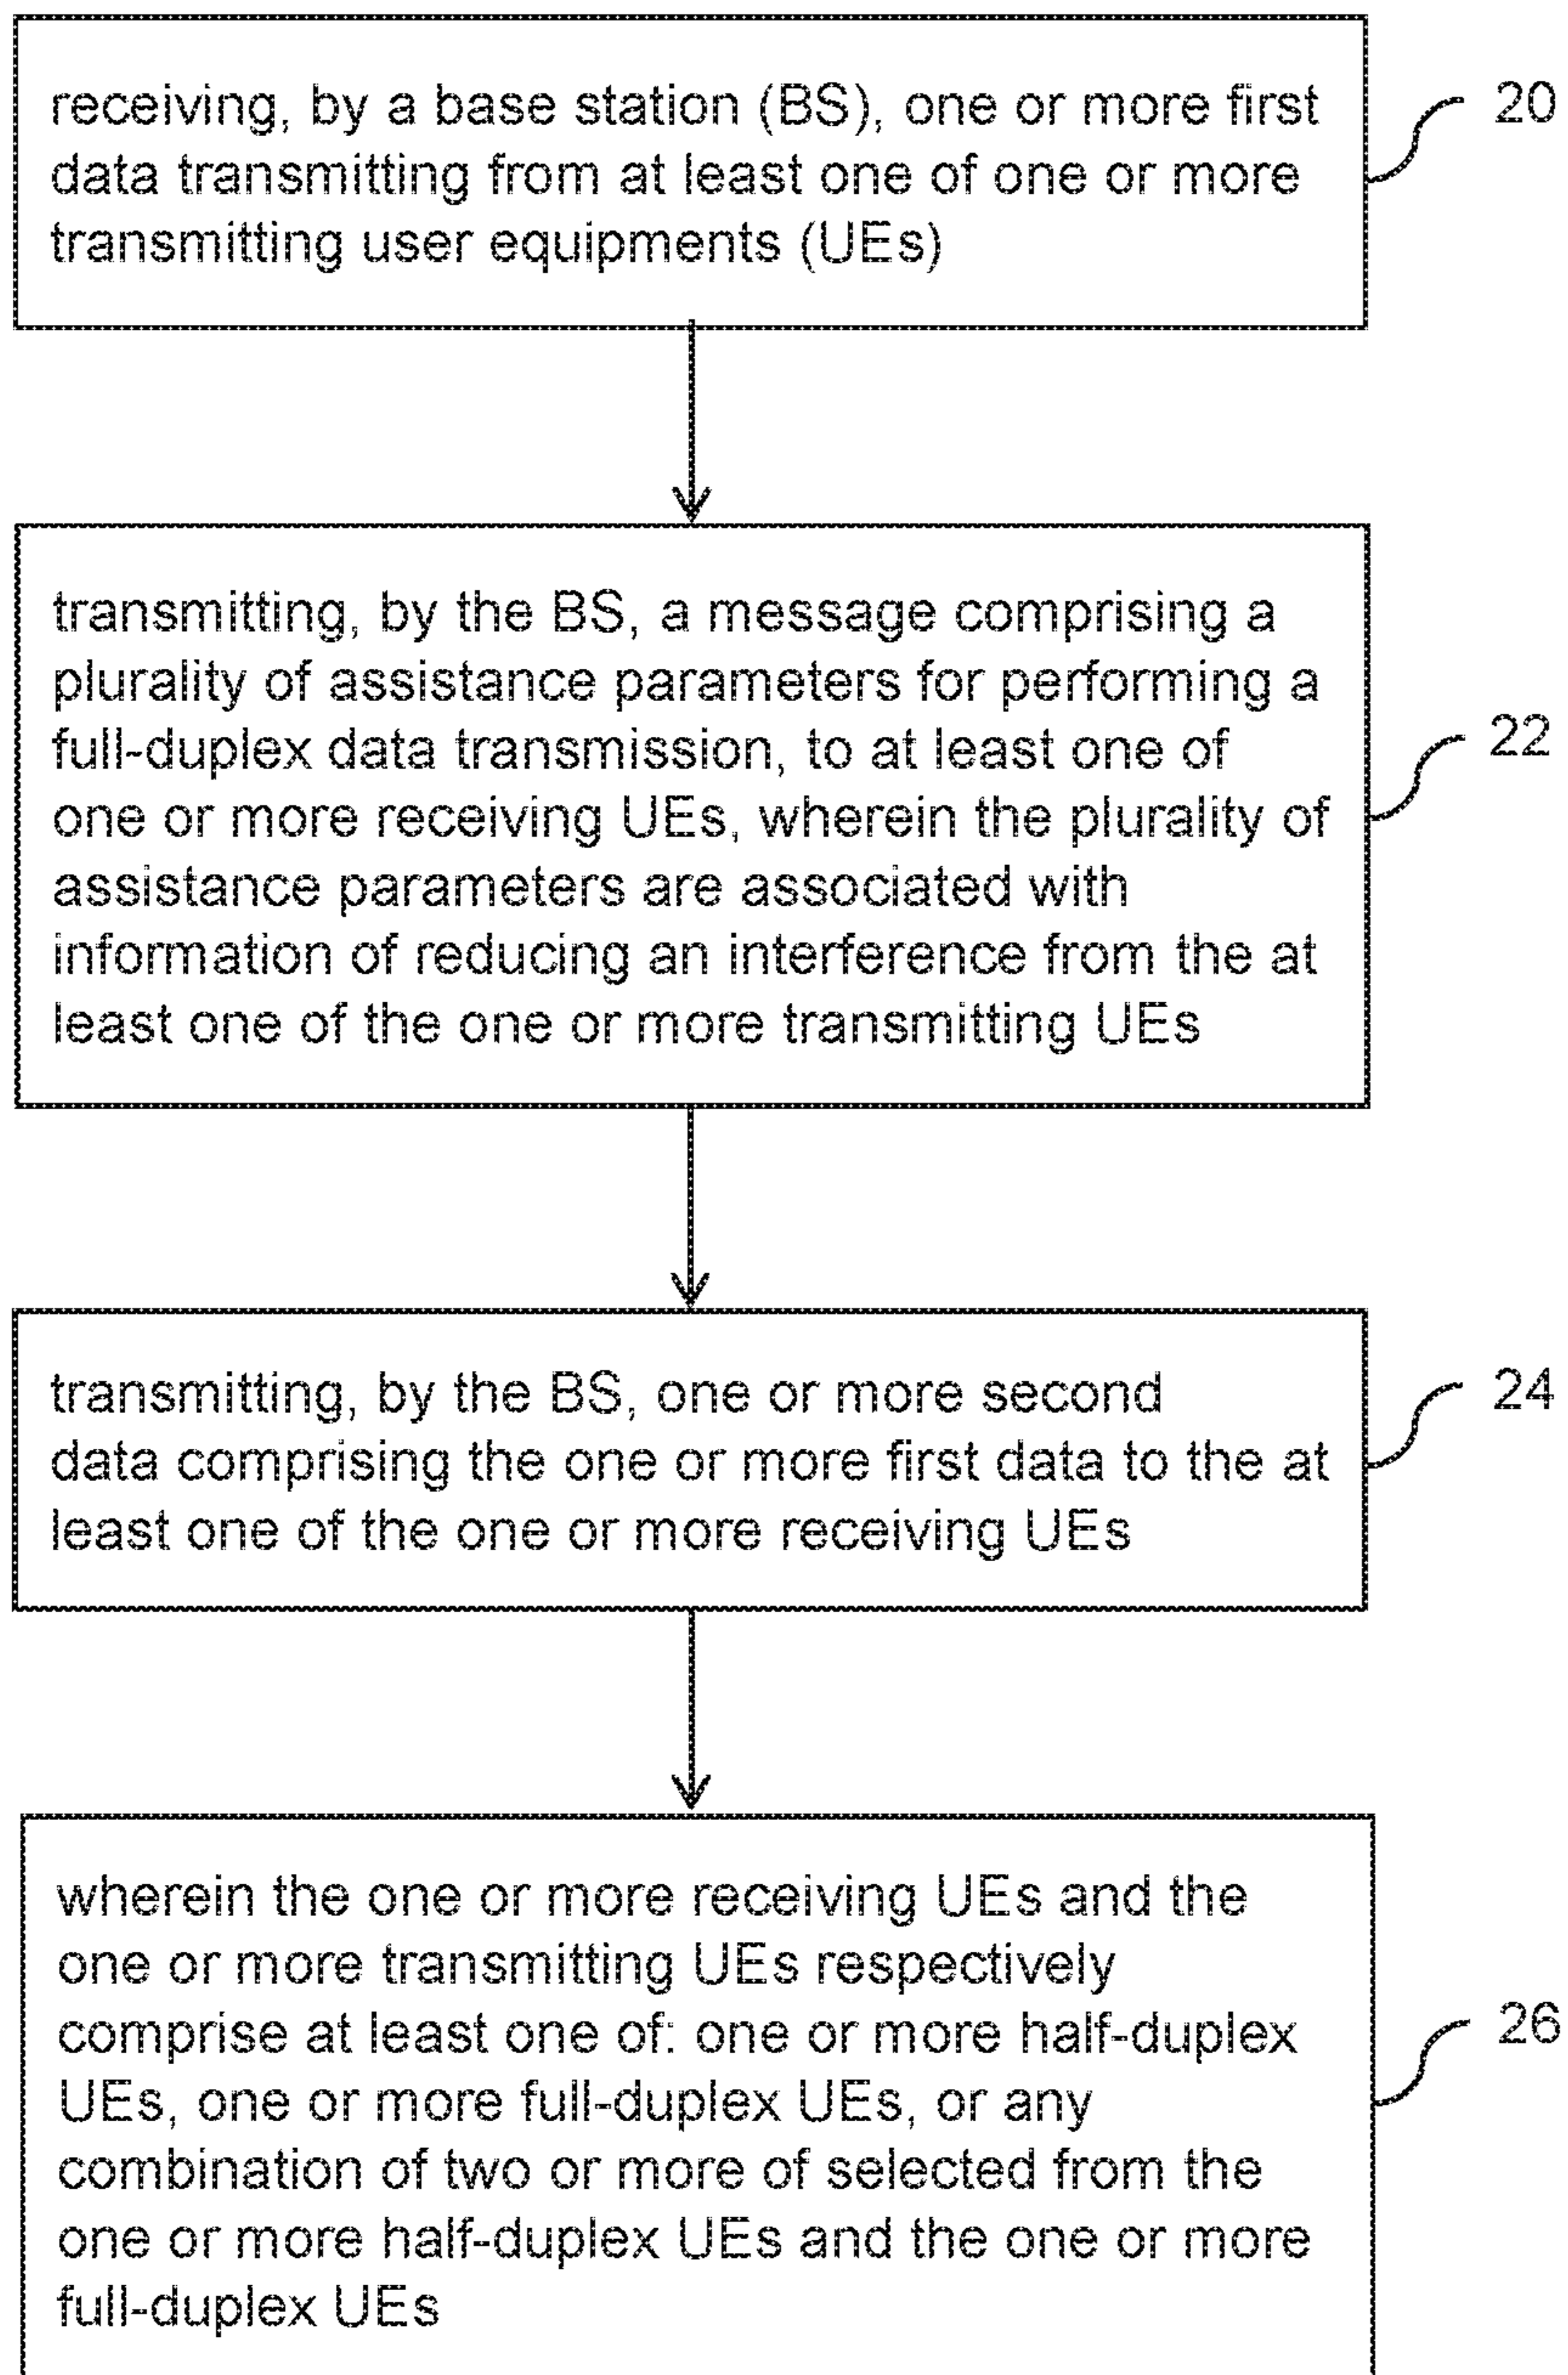 receiving, by a base station (BS), one or more first
data transmitting from at least one of one or more
transmitting user equipments (UEs)
20
transmitting, by the BS, a message comprising a
plurality of assistance parameters for performing a
full-duplex data transmission, to at least one of
one or more receiving UEs, wherein the plurality of
assistance parameters are associated with
information of reducing an interference from the at
least one of the one or more transmitting UEs
22
transmitting, by the BS, one or more second
data comprising the one or more first data to the at
least one of the one or more receiving UEs
24
wherein the one or more receiving UEs and the
one or more transmitting UEs respectively
comprise at least one of: one or more half-duplex
UEs, one or more full-duplex UEs, or any
combination of two or more of selected from the
one or more half-duplex UEs and the one or more
full-duplex UEs
26